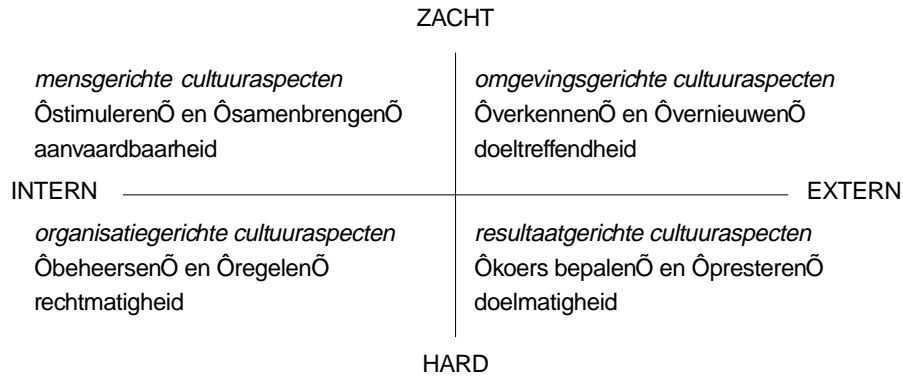 ZACHT
mensgerichte cultuuraspecten
ÔstimulerenÕ en ÔsamenbrengenÕ
aanvaardbaarheid
omgevingsgerichte cultuuraspecten
ÔverkennenÕ en ÔvernieuwenÕ
doeltreffendheid
INTERN
EXTERN
organisatiegerichte cultuuraspecten
ÔbeheersenÕ en ÔregelenÕ
rechtmatigheid
resultaatgerichte cultuuraspecten
Ôkoers bepalenÕ en ÔpresterenÕ
doelmatigheid
HARD